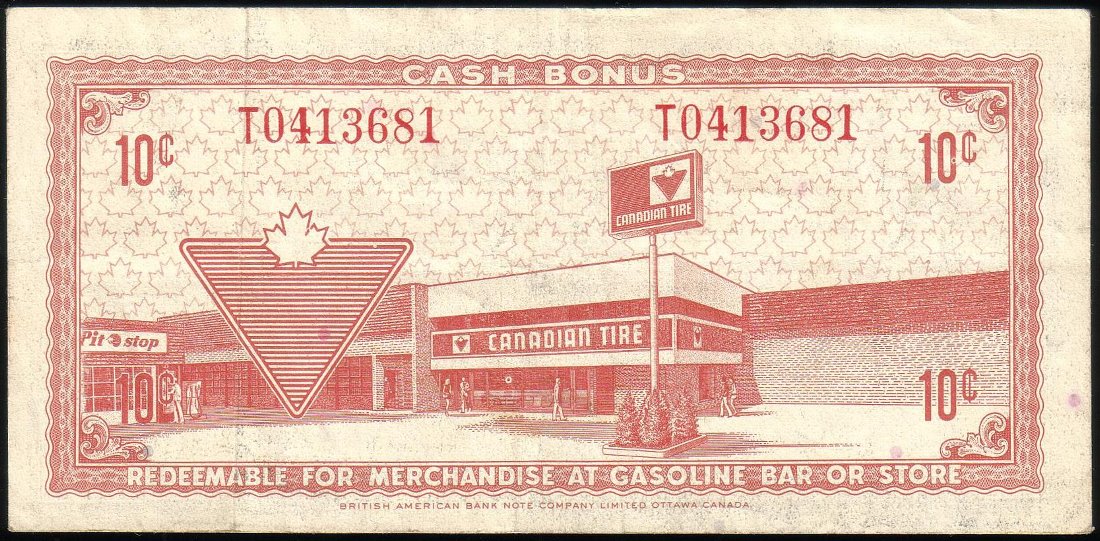 CASH BONUS
T0413681 T0413681
10¢ 10¢
CANADIAN TIRE
CANADIAN TIRE
Pit stop
10¢ 10¢
REDEEMABLE FOR MERCHANDISE AT GASOLINE BAR OR STORE
BRITISH AMERICAN BANK NOTE COMPANY LIMITED OTTAWA CANADA